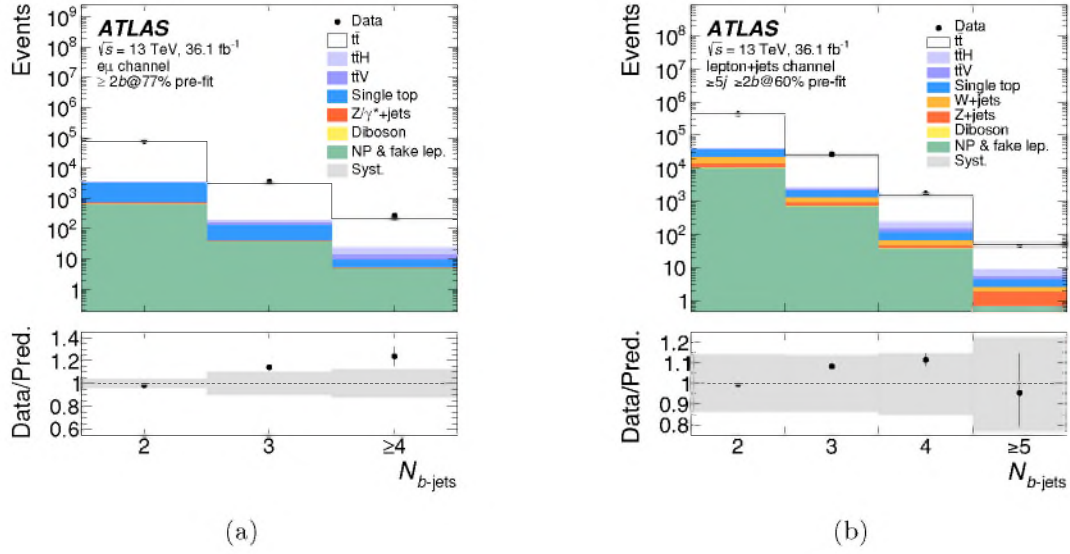 Events
10⁹
10⁸
10⁷
10⁶
10⁵
10⁴
10³
10²
10
1
ATLAS
√s = 13 TeV, 36.1 fb⁻¹
eμ channel
≥ 2b@77% pre-fit
Data
tt̄
tt̄H
tt̄V
Single top
Z/γ*+jets
Diboson
NP & fake lep.
Syst.
Data/Pred.
1.4
1.2
1
0.8
0.6
2
3
≥4
N b-jets
(a)
Events
10⁹
10⁸
10⁷
10⁶
10⁵
10⁴
10³
10²
10
1
ATLAS
√s = 13 TeV, 36.1 fb⁻¹
lepton+jets channel
≥5j ≥2b@60% pre-fit
Data
tt̄
tt̄H
tt̄V
Single top
W+jets
Z+jets
Diboson
NP & fake lep.
Syst.
Data/Pred.
1.2
1.1
1
0.9
0.8
2
3
4
≥5
N b-jets
(b)